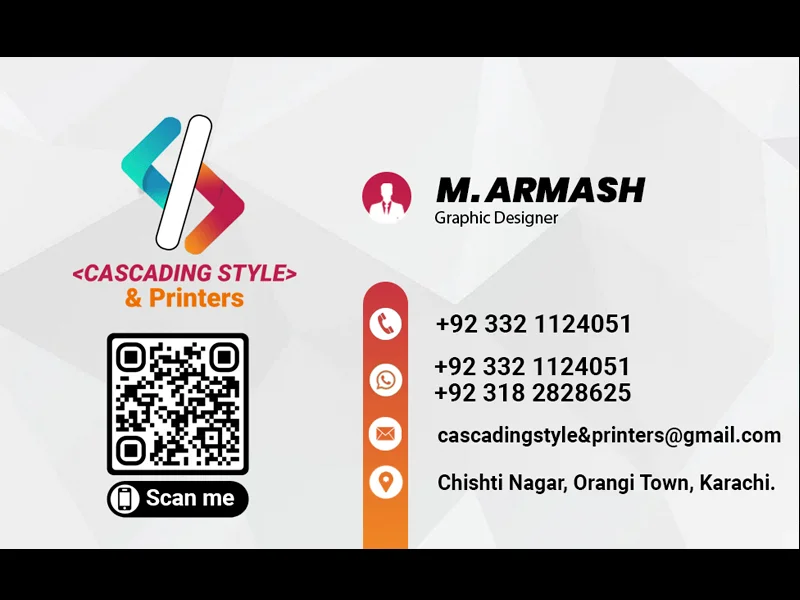 <CASCADING STYLE>
& Printers
Scan me
M. ARMASH
Graphic Designer
+92 332 1124051
+92 332 1124051
+92 318 2828625
cascadingstyle&printers@gmail.com
Chishti Nagar, Orangi Town, Karachi.